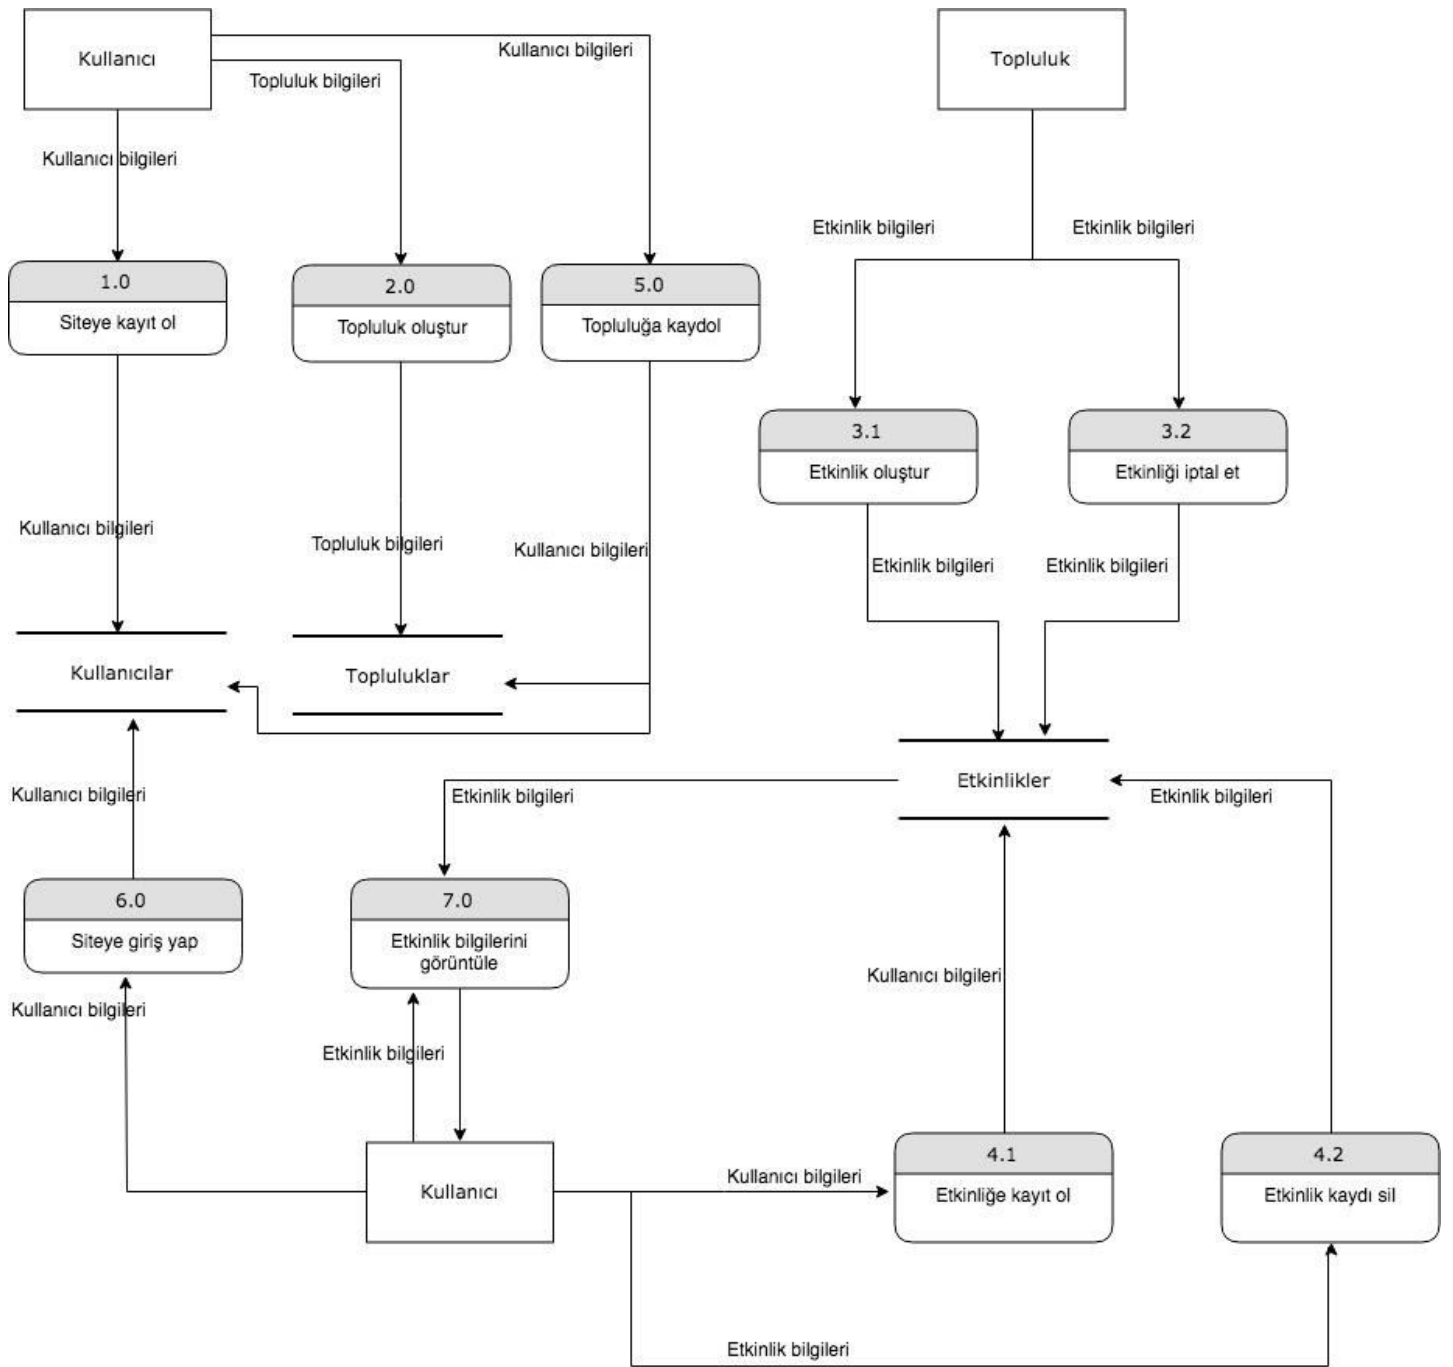 Kullanıcı
Kullanıcı bilgileri
Topluluk
Topluluk bilgileri
Kullanıcı bilgileri
Etkinlik bilgileri
Etkinlik bilgileri
1.0
Siteye kayıt ol
2.0
Topluluk oluştur
5.0
Topluluğa kaydol
3.1
Etkinlik oluştur
3.2
Etkinliği iptal et
Kullanıcı bilgileri
Topluluk bilgileri
Kullanıcı bilgileri
Etkinlik bilgileri
Etkinlik bilgileri
Kullanıcılar
Topluluklar
Etkinlikler
Kullanıcı bilgileri
Etkinlik bilgileri
Etkinlik bilgileri
6.0
Siteye giriş yap
7.0
Etkinlik bilgilerini
görüntüle
Kullanıcı bilgileri
Kullanıcı bilgileri
Etkinlik bilgileri
4.1
Etkinliğe kayıt ol
4.2
Etkinlik kaydı sil
Kullanıcı
Kullanıcı bilgileri
Etkinlik bilgileri